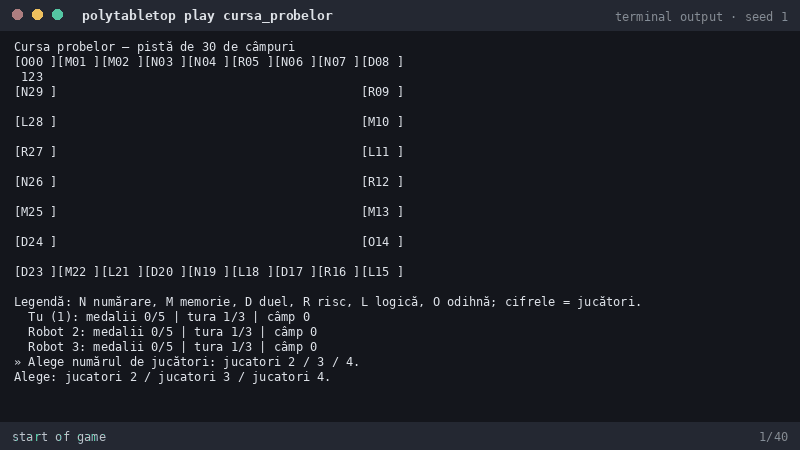 polytabletop play cursa_probelor
terminal output · seed 1
Cursa probelor — pistă de 30 de câmpuri
[O00 ][M01 ][M02 ][N03 ][N04 ][R05 ][N06 ][N07 ][D08 ]
123
[N29 ] [R09 ]
[L28 ] [M10 ]
[R27 ] [L11 ]
[N26 ] [R12 ]
[M25 ] [M13 ]
[D24 ] [O14 ]
[D23 ][M22 ][L21 ][D20 ][N19 ][L18 ][D17 ][R16 ][L15 ]
Legendă: N numărare, M memorie, D duel, R risc, L logică, O odihnă; cifrele = jucători.
Tu (1): medalii 0/5 | tura 1/3 | câmp 0
Robot 2: medalii 0/5 | tura 1/3 | câmp 0
Robot 3: medalii 0/5 | tura 1/3 | câmp 0
» Alege numărul de jucători: jucatori 2 / 3 / 4.
Alege: jucatori 2 / jucatori 3 / jucatori 4.
start of game
1/40